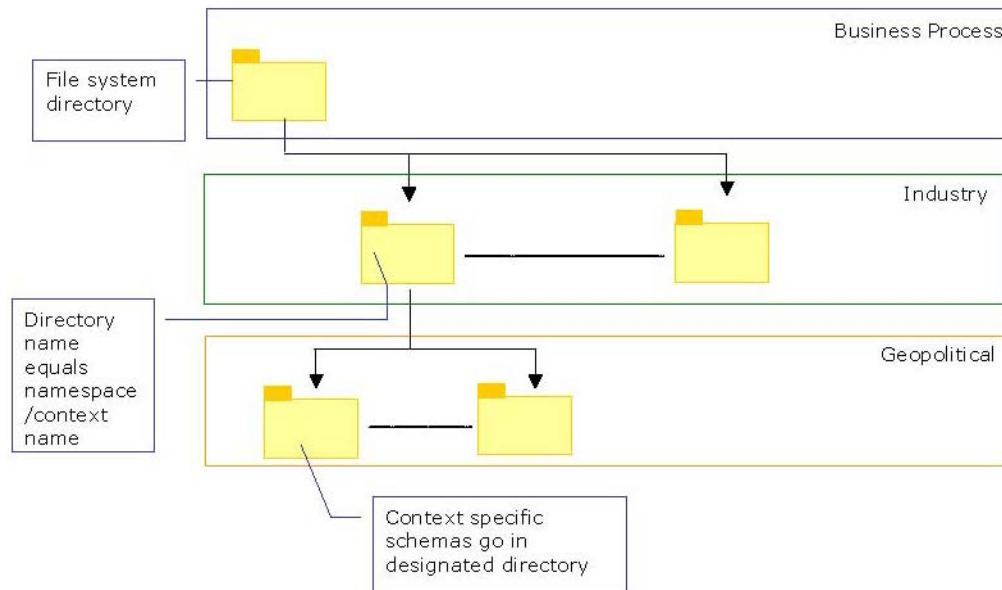 Business Process
File system
directory
Industry
Directory
name
equals
namespace
/context
name
Geopolitical
Context specific
schemas go in
designated directory